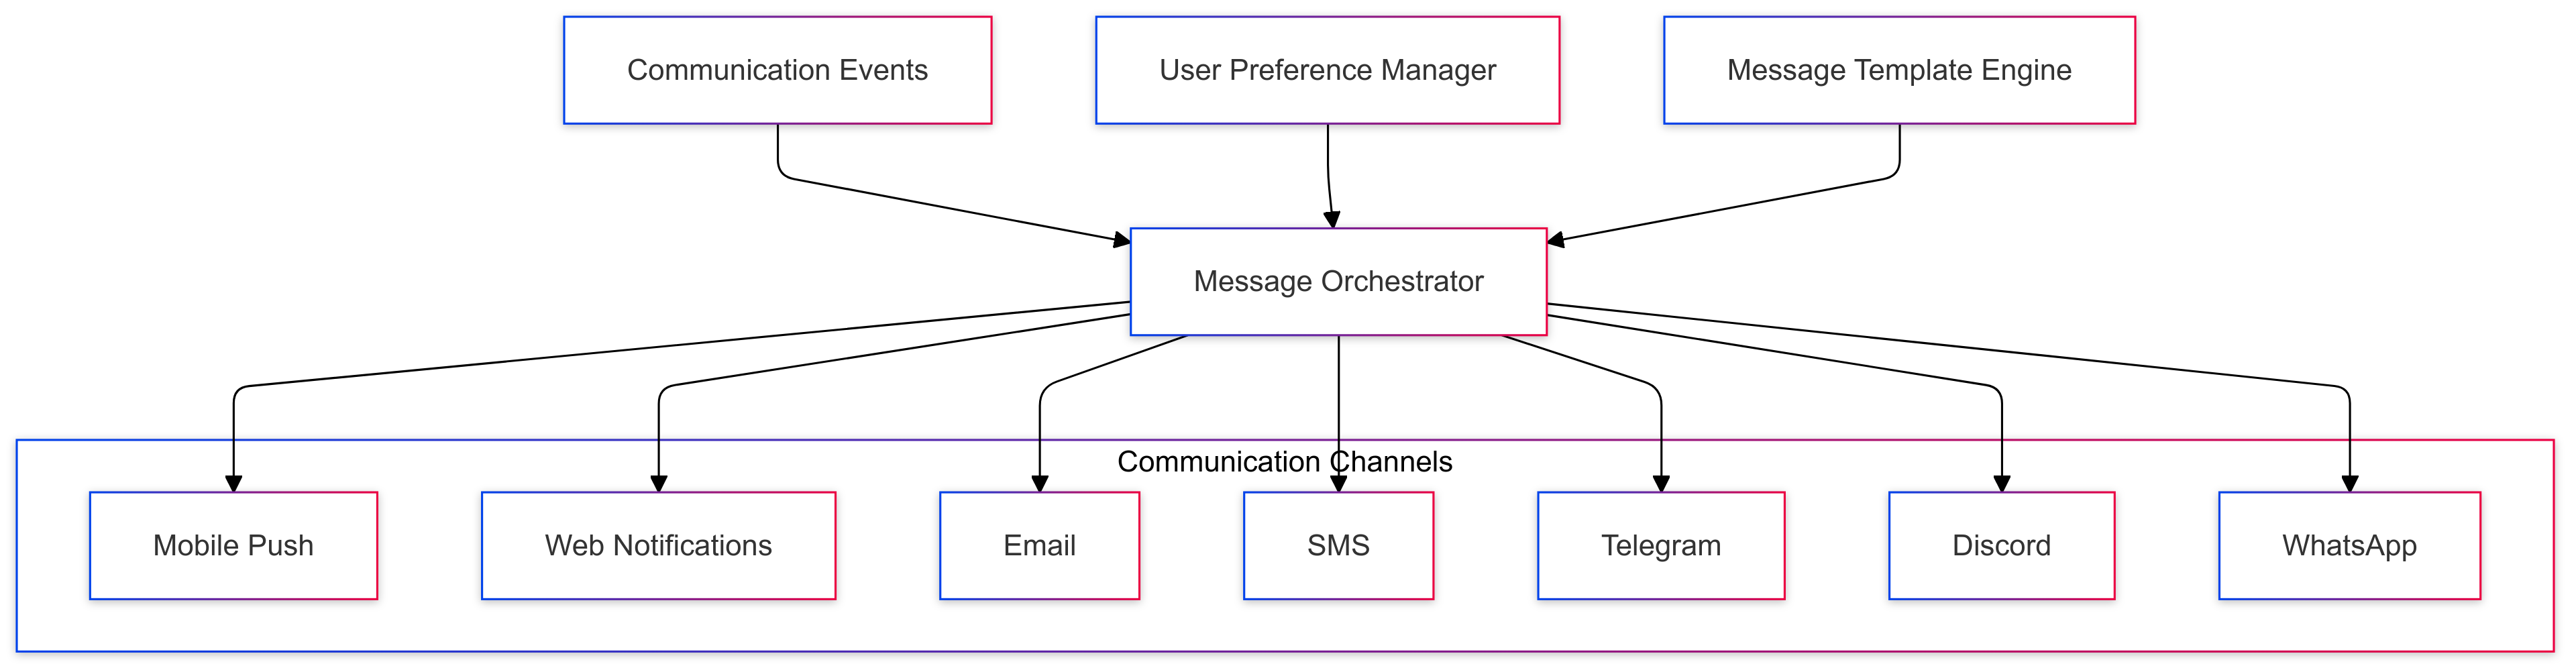 Communication Events
User Preference Manager
Message Template Engine
Message Orchestrator
Communication Channels
Mobile Push
Web Notifications
Email
SMS
Telegram
Discord
WhatsApp